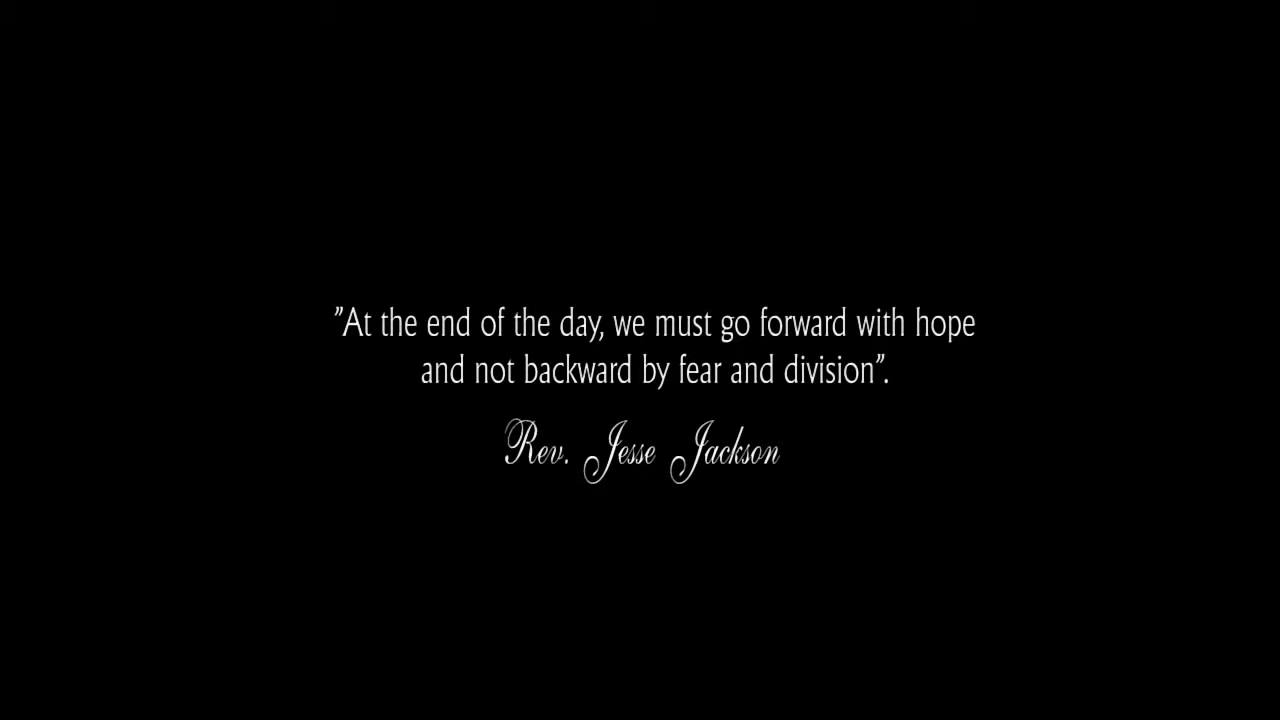 ”At the end of the day, we must go forward with hope
and not backward by fear and division”.
Rev. Jesse Jackson